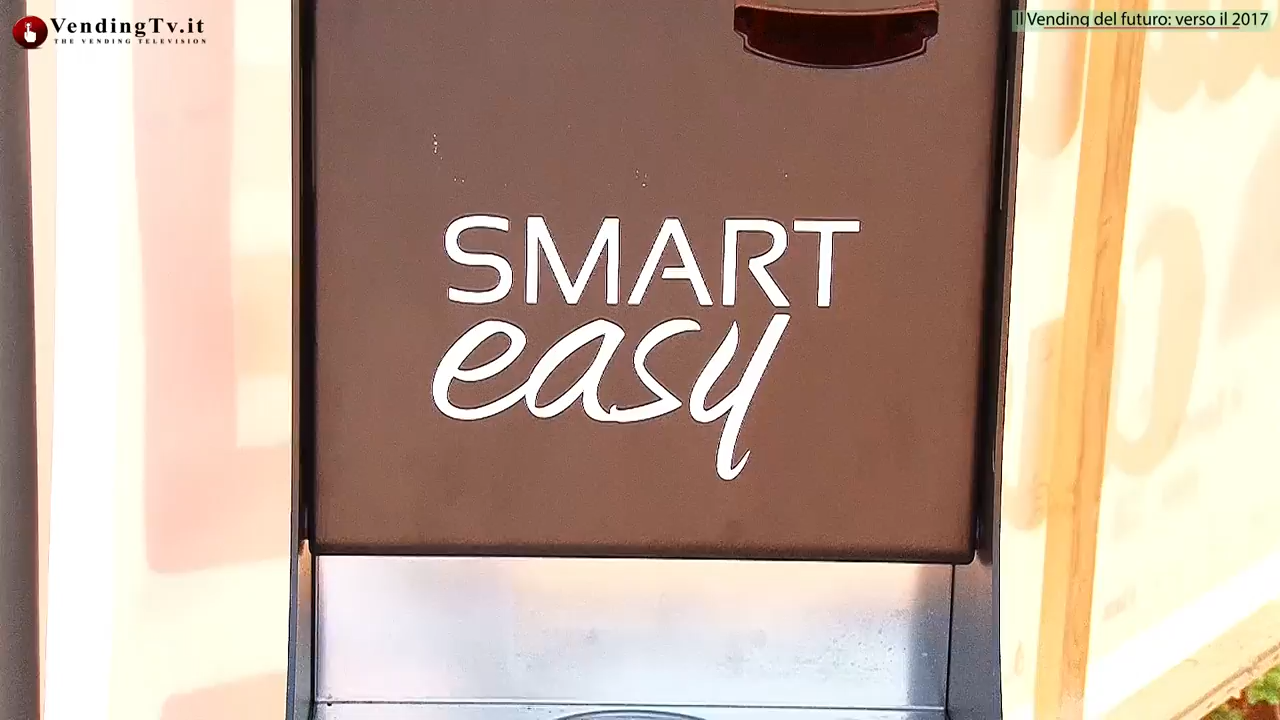 VendingTv.it
THE VENDING TELEVISION
Il Vending del futuro: verso il 2017
SMART
easy